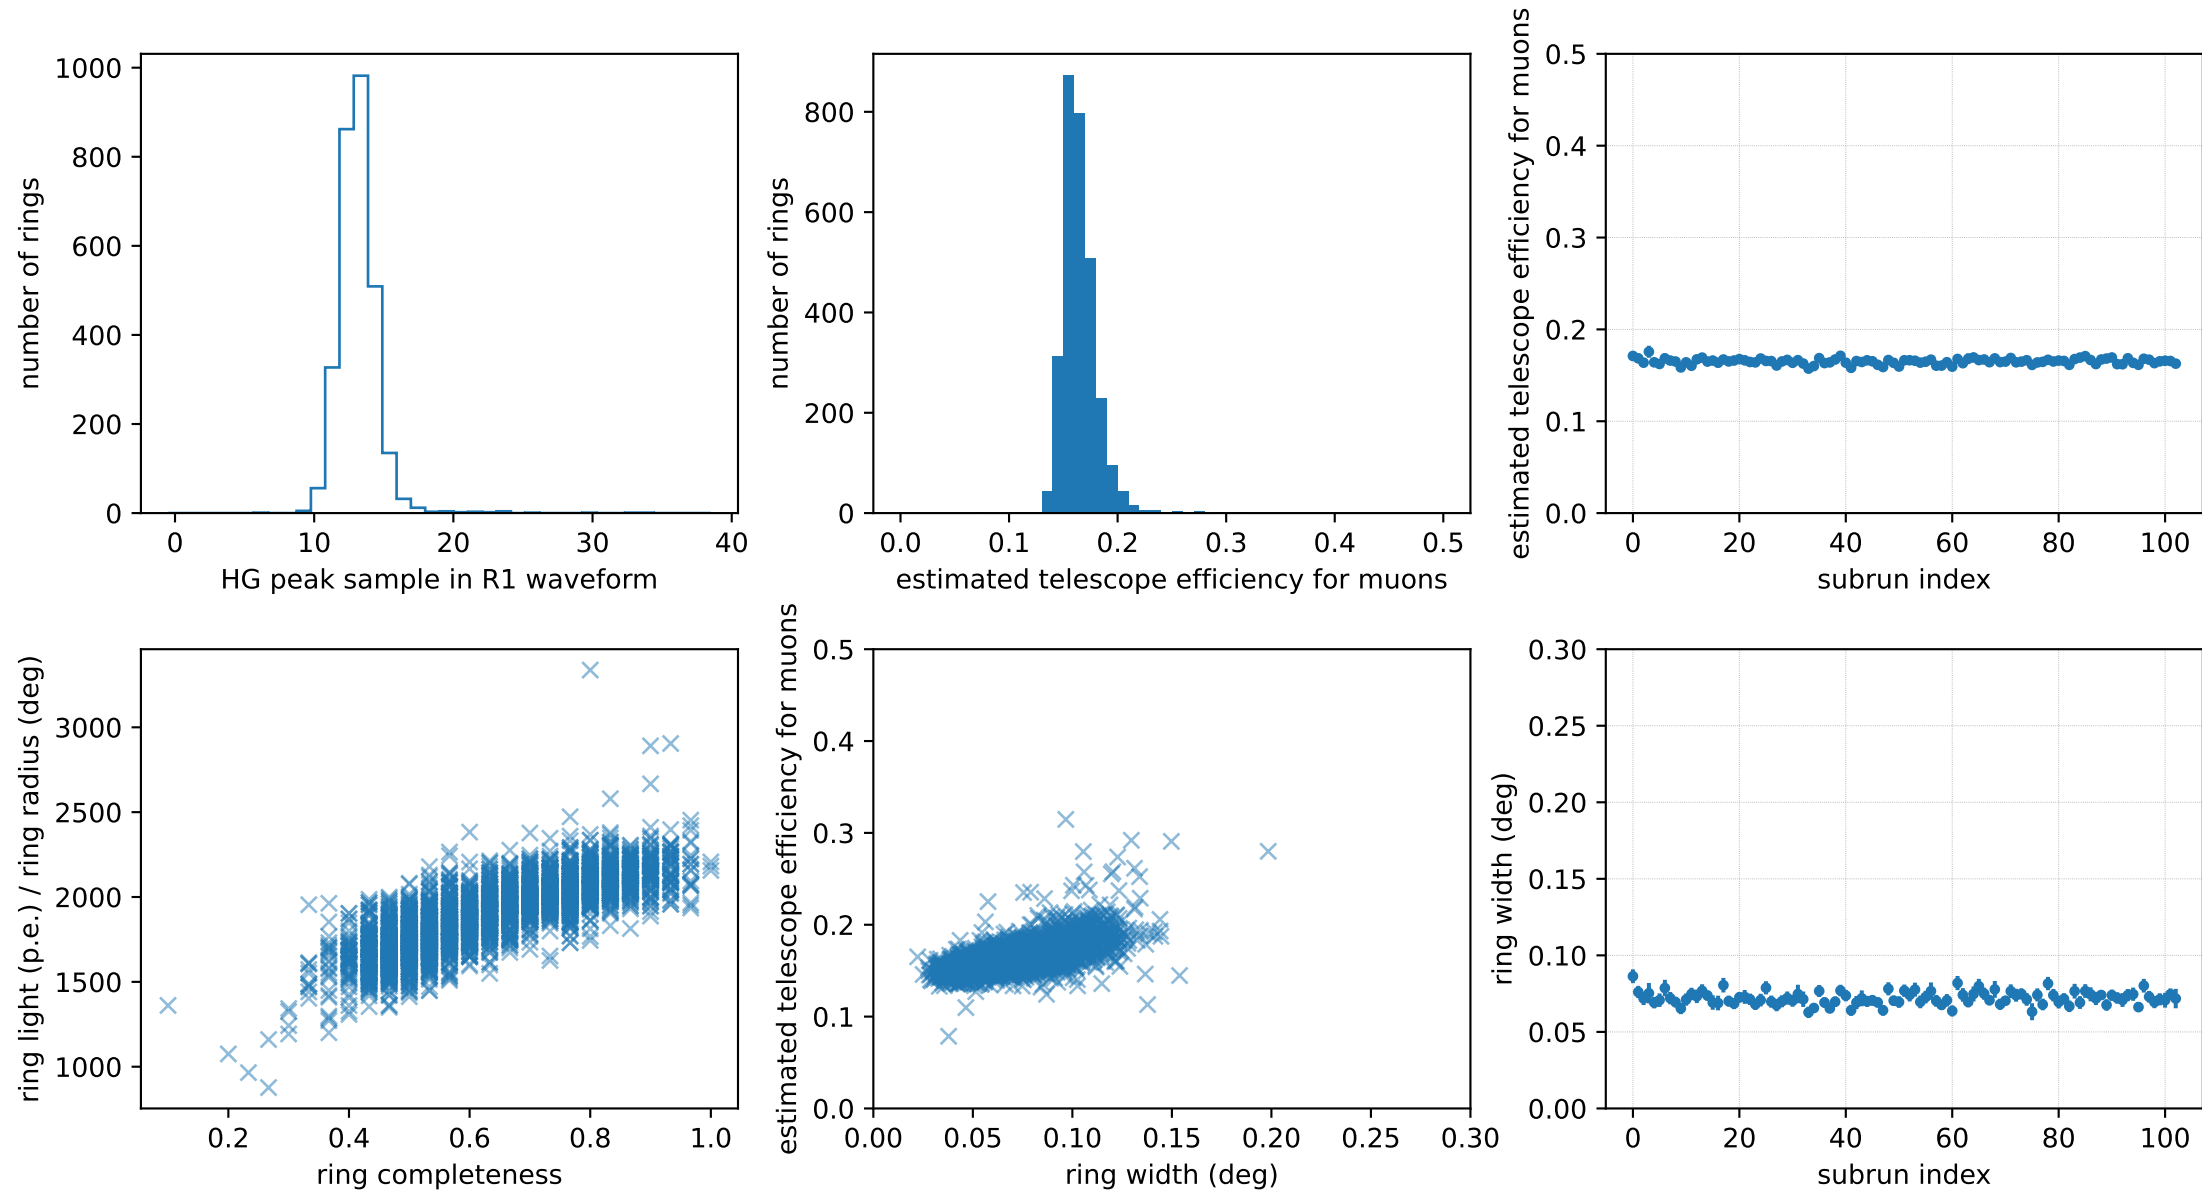 1000
800
600
400
200
0
0 10 20 30 40
number of rings
HG peak sample in R1 waveform
800
600
400
200
0
0.0 0.1 0.2 0.3 0.4 0.5
number of rings
estimated telescope efficiency for muons
0.5
0.4
0.3
0.2
0.1
0.0
0 20 40 60 80 100
estimated telescope efficiency for muons
subrun index
3000
2500
2000
1500
1000
0.2 0.4 0.6 0.8 1.0
ring light (p.e.) / ring radius (deg)
ring completeness
0.5
0.4
0.3
0.2
0.1
0.0
0.00 0.05 0.10 0.15 0.20 0.25 0.30
estimated telescope efficiency for muons
ring width (deg)
0.30
0.25
0.20
0.15
0.10
0.05
0.00
0 20 40 60 80 100
ring width (deg)
subrun index